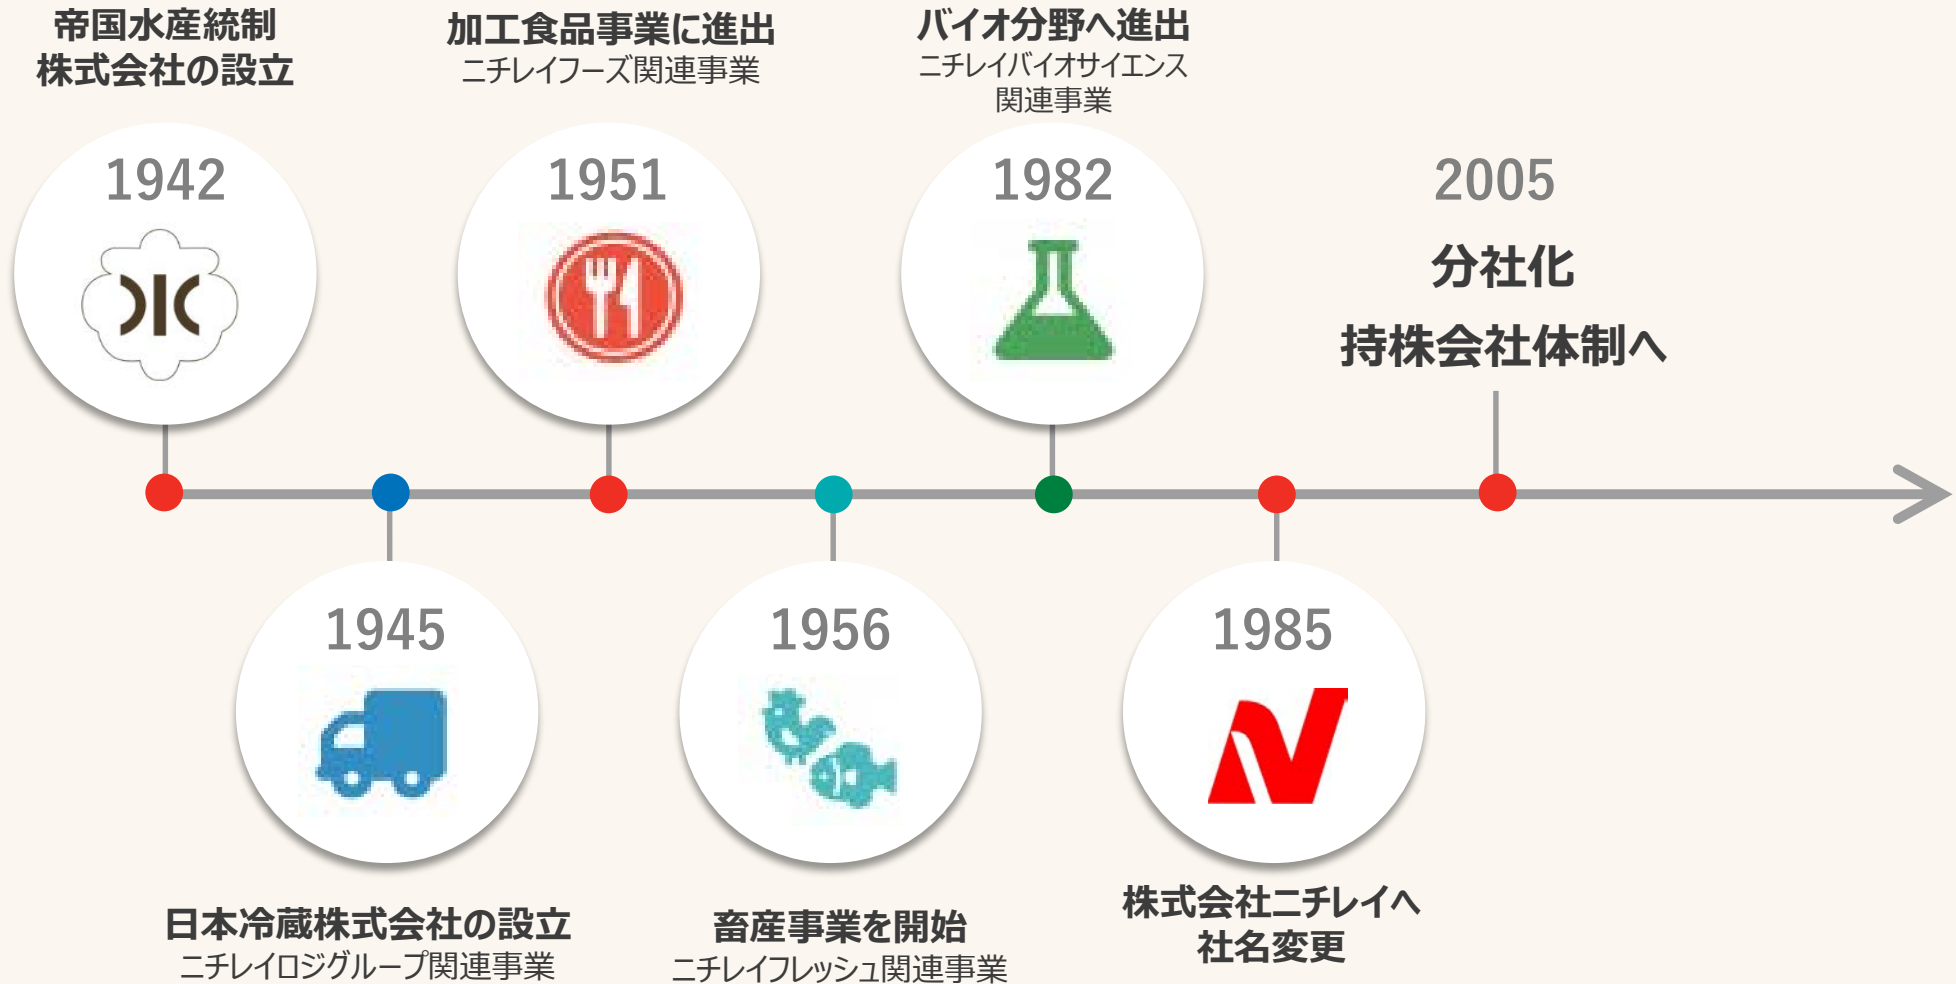 帝国水産統制
株式会社の設立
1942
加工食品事業に進出
ニチレイフーズ関連事業
1951
バイオ分野へ進出
ニチレイバイオサイエンス
関連事業
1982
2005
分社化
持株会社体制へ
1945
日本冷蔵株式会社の設立
ニチレイロジグループ関連事業
1956
畜産事業を開始
ニチレイフレッシュ関連事業
1985
株式会社ニチレイへ
社名変更